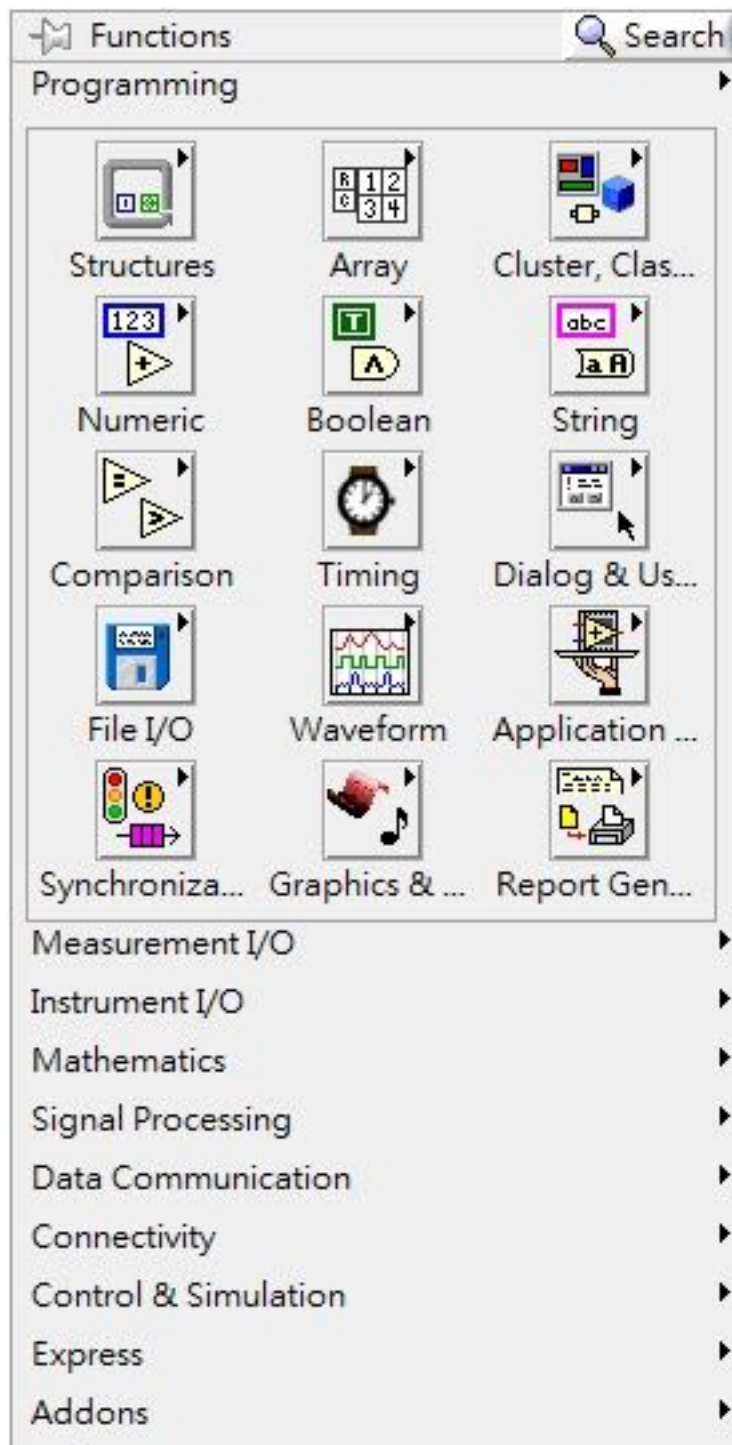 Functions Search
Programming
Structures Array Cluster, Clas...
Numeric Boolean String
Comparison Timing Dialog & Us...
File I/O Waveform Application ...
Synchroniza... Graphics & ... Report Gen...
Measurement I/O
Instrument I/O
Mathematics
Signal Processing
Data Communication
Connectivity
Control & Simulation
Express
Addons